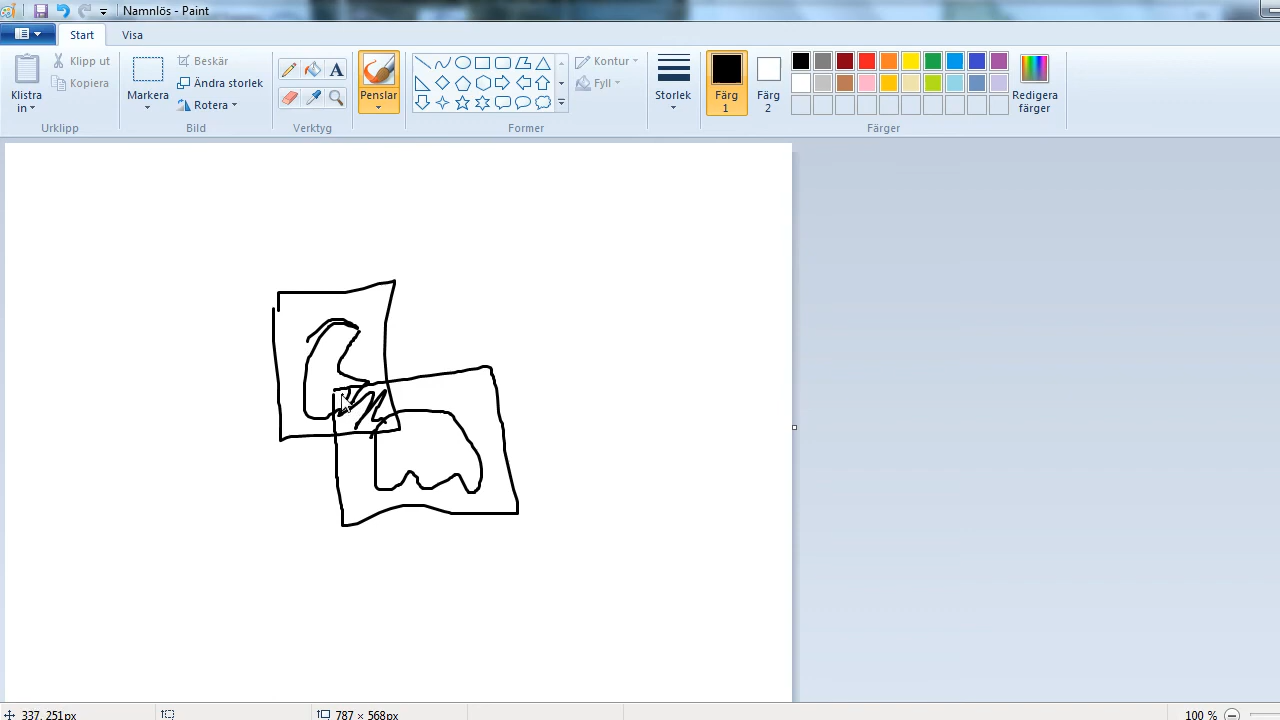 Namnlös - Paint
Start
Visa
Klistra in
Klipp ut
Kopiera
Urklipp
Markera
Beskär
Ändra storlek
Rotera
Bild
A
Verktyg
Penslar
Kontur
Fyll
Former
Storlek
Färg 1
Färg 2
Redigera färger
Färger
337, 251px
787 × 568px
100 %